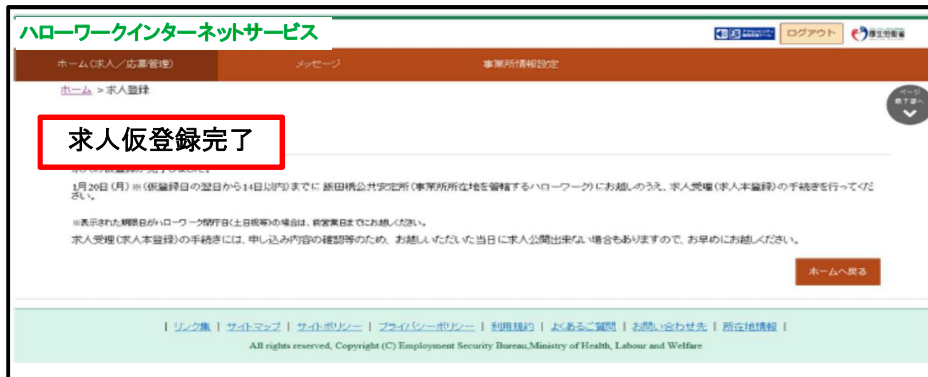 ハローワークインターネットサービス
ログアウト
厚生労働省
ホーム(求人/応募管理) メッセージ 事業所情報設定
ホーム > 求人登録
ページ
最下部へ
求人仮登録完了
1月20日(月)※(仮登録日の翌日から14日以内)までに 飯田橋公共安定所(事業所所在地を管轄するハローワーク)にお越しのうえ、求人受理(求人本登録)の手続きを行ってくだ
さい。
※表示された期限日がハローワーク閉庁日(土日祝等)の場合は、前営業日までにお越しください。
求人受理(求人本登録)の手続きには、申し込み内容の確認等のため、お越しいただいた当日に求人公開出来ない場合もありますので、お早めにお越しください。
ホームへ戻る
| リンク集 | サイトマップ | サイトポリシー | プライバシーポリシー | 利用規約 | よくあるご質問 | お問い合わせ先 | 所在地情報 |
All rights reserved, Copyright (C) Employment Security Bureau,Ministry of Health, Labour and Welfare